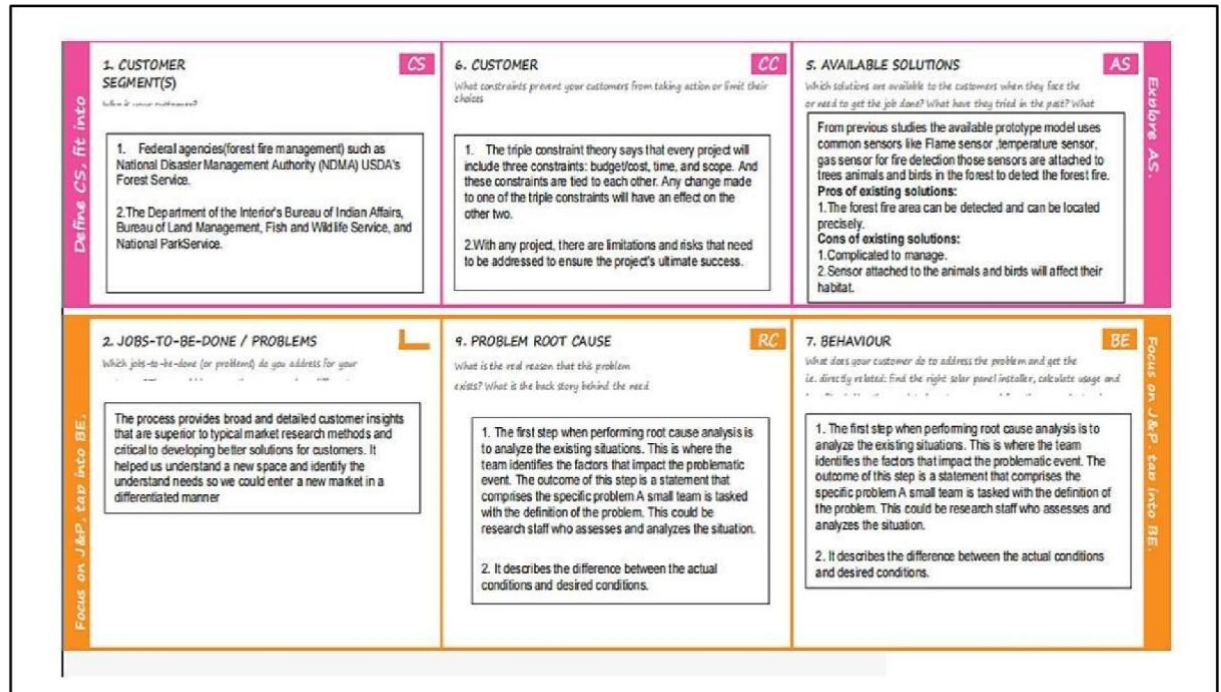 Define CS, fit into
1. CUSTOMER
SEGMENT(S)
CS
Who is your customer?
1. Federal agencies(forest fire management) such as
National Disaster Management Authority (NDMA) USDA's
Forest Service.
2.The Department of the Interior's Bureau of Indian Affairs,
Bureau of Land Management, Fish and Wildlife Service, and
National ParkService.
6. CUSTOMER
CC
What constraints prevent your customers from taking action or limit their
choices
1. The triple constraint theory says that every project will
include three constraints: budget/cost, time, and scope. And
these constraints are tied to each other. Any change made
to one of the triple constraints will have an effect on the
other two.
2.With any project, there are limitations and risks that need
to be addressed to ensure the project's ultimate success.
5. AVAILABLE SOLUTIONS
AS
Which solutions are available to the customers when they face the
or need to get the job done? What have they tried in the past? What
From previous studies the available prototype model uses
common sensors like Flame sensor ,temperature sensor,
gas sensor for fire detection those sensors are attached to
trees animals and birds in the forest to detect the forest fire.
Pros of existing solutions:
1.The forest fire area can be detected and can be located
precisely.
Cons of existing solutions:
1.Complicated to manage.
2.Sensor attached to the animals and birds will affect their
habitat.
Explore AS.
Focus on J&P, tap into BE.
2. JOBS-TO-BE-DONE / PROBLEMS
Which jobs-to-be-done (or problems) do you address for your
The process provides broad and detailed customer insights
that are superior to typical market research methods and
critical to developing better solutions for customers. It
helped us understand a new space and identify the
understand needs so we could enter a new market in a
differentiated manner
9. PROBLEM ROOT CAUSE
RC
What is the real reason that this problem
exists? What is the back story behind the need
1. The first step when performing root cause analysis is
to analyze the existing situations. This is where the
team identifies the factors that impact the problematic
event. The outcome of this step is a statement that
comprises the specific problem A small team is tasked
with the definition of the problem. This could be
research staff who assesses and analyzes the situation.
2. It describes the difference between the actual
conditions and desired conditions.
7. BEHAVIOUR
BE
What does your customer do to address the problem and get the
i.e. directly related: find the right solar panel installer, calculate usage and
1. The first step when performing root cause analysis is to
analyze the existing situations. This is where the team
identifies the factors that impact the problematic event. The
outcome of this step is a statement that comprises the
specific problem A small team is tasked with the definition of
the problem. This could be research staff who assesses and
analyzes the situation.
2. It describes the difference between the actual conditions
and desired conditions.
Focus on J&P, tap into BE.